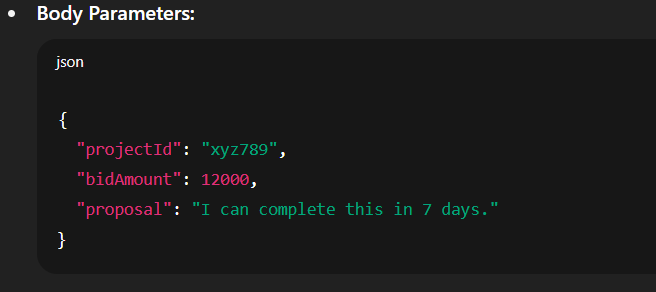 Body Parameters:
json
{
"projectId": "xyz789",
"bidAmount": 12000,
"proposal": "I can complete this in 7 days."
}